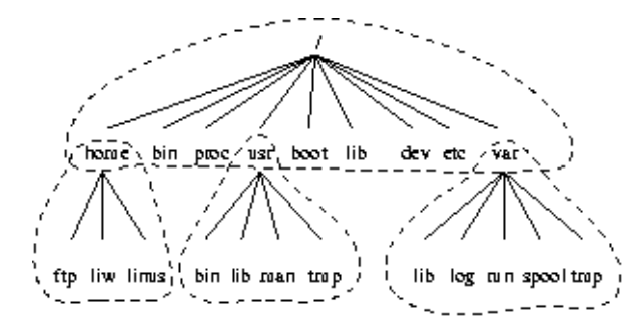 /
home bin proc usr boot lib dev etc var
ftp liw linus bin lib man tmp lib log run spool tmp